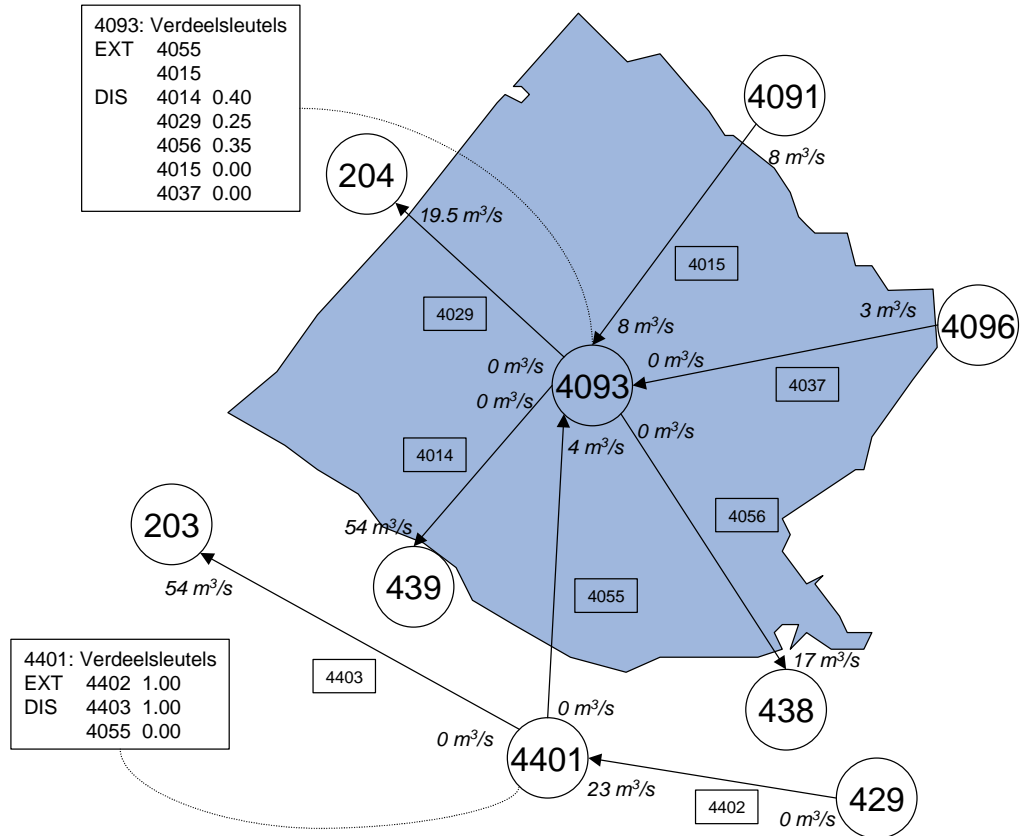 4093: Verdeelsleutels
EXT 4055
4015
DIS 4014 0.40
4029 0.25
4056 0.35
4015 0.00
4037 0.00
4091
8 m³/s
204
19.5 m³/s
4015
4029
8 m³/s
3 m³/s
4096
0 m³/s
0 m³/s
4093
4037
0 m³/s
0 m³/s
4 m³/s
4014
4056
203
54 m³/s
439
54 m³/s
4055
17 m³/s
4401: Verdeelsleutels
EXT 4402 1.00
DIS 4403 1.00
4055 0.00
4403
438
0 m³/s
0 m³/s
4401
23 m³/s
4402
0 m³/s
429